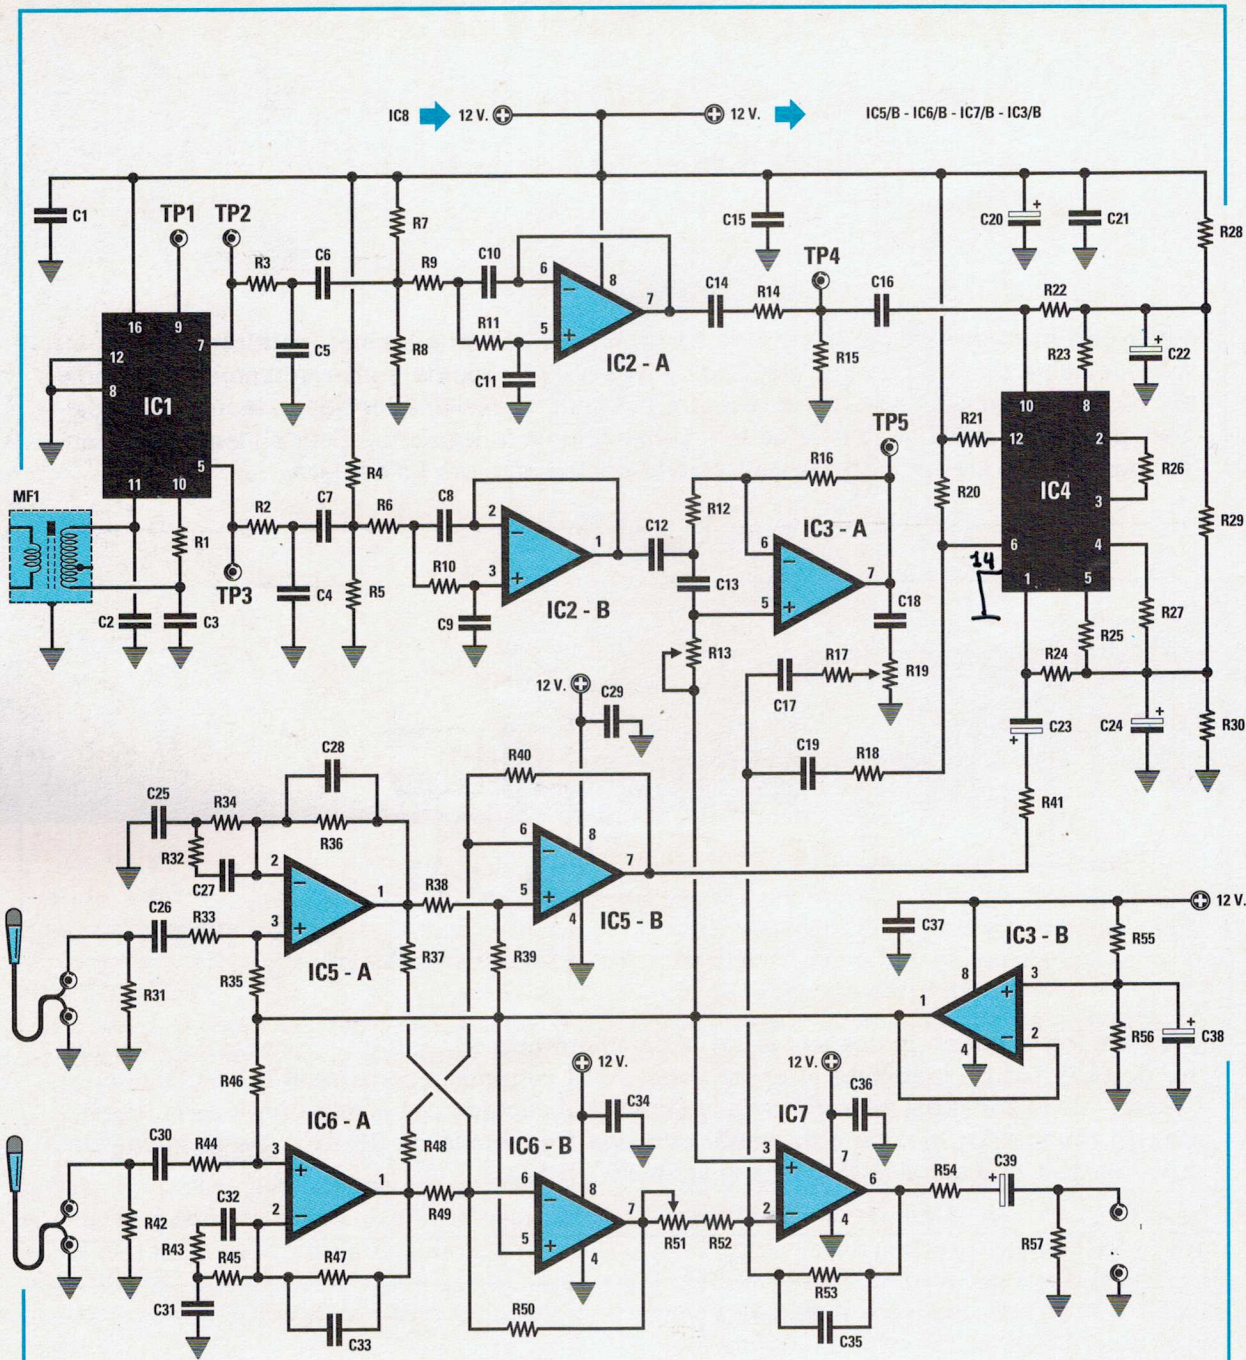 IC8 12 V. 12 V. IC5/B - IC6/B - IC7/B - IC3/B
C1 TP1 TP2 R7 C15 C20 + C21 R28
R3 C6 R9 C10 6 8 7 5 TP4
C14 R14 C16 R22
16 9 7 12 8 IC1 5 11 10
C5 R8 R11 C11 IC2 - A R15 R23 + C22
10 8 12 2 3 IC4 6 4 1 5
R21 R26 R20 R29
MF1 R4 R16 TP5
R2 C7 R6 C8 2 1 3 C12 R12 IC3 - A
R1 R10 6 7 5 14
C2 C3 TP3 C4 R5 C9 IC2 - B C13 C18 R25 R27
R13 R17 R19 R24
12 V. C29 C17 C23 + C24 + R30
C28 R40 C19 R18 R41
C25 R34 R36
R32 C27 2 1 3 6 8 7 5 4
C26 R33 R38 IC5 - B C37 12 V.
IC5 - A R37 R39 IC3 - B R55
R31 R35 1 8 3 2 4
R56 + C38
R46 12 V. 12 V.
IC6 - A C34 C36
C30 R44 3 1 2 R48 IC6 - B IC7
C32 R49 6 8 7 5 4 3 7 6 2 4 R54 C39 +
R42 R43 R45 R47 R51 R52 R57
C31 R53
C33 R50 C35